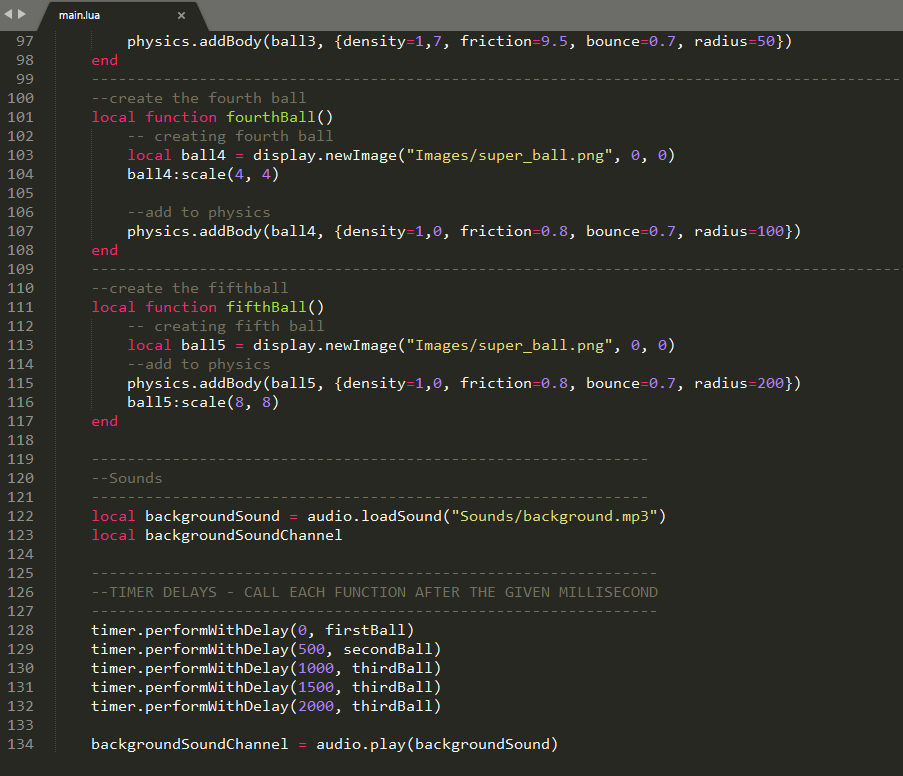 main.lua
97 physics.addBody(ball3, {density=1,7, friction=9.5, bounce=0.7, radius=50})
98 end
99 ------------------------------------------------------------------------------------------
100 --create the fourth ball
101 local function fourthBall()
102 -- creating fourth ball
103 local ball4 = display.newImage("Images/super_ball.png", 0, 0)
104 ball4:scale(4, 4)
105
106 --add to physics
107 physics.addBody(ball4, {density=1,0, friction=0.8, bounce=0.7, radius=100})
108 end
109 ------------------------------------------------------------------------------------------
110 --create the fifthball
111 local function fifthBall()
112 -- creating fifth ball
113 local ball5 = display.newImage("Images/super_ball.png", 0, 0)
114 --add to physics
115 physics.addBody(ball5, {density=1,0, friction=0.8, bounce=0.7, radius=200})
116 ball5:scale(8, 8)
117 end
118
119 --------------------------------------------------------------
120 --Sounds
121 --------------------------------------------------------------
122 local backgroundSound = audio.loadSound("Sounds/background.mp3")
123 local backgroundSoundChannel
124
125 ---------------------------------------------------------------
126 --TIMER DELAYS - CALL EACH FUNCTION AFTER THE GIVEN MILLISECOND
127 ---------------------------------------------------------------
128 timer.performWithDelay(0, firstBall)
129 timer.performWithDelay(500, secondBall)
130 timer.performWithDelay(1000, thirdBall)
131 timer.performWithDelay(1500, thirdBall)
132 timer.performWithDelay(2000, thirdBall)
133
134 backgroundSoundChannel = audio.play(backgroundSound)